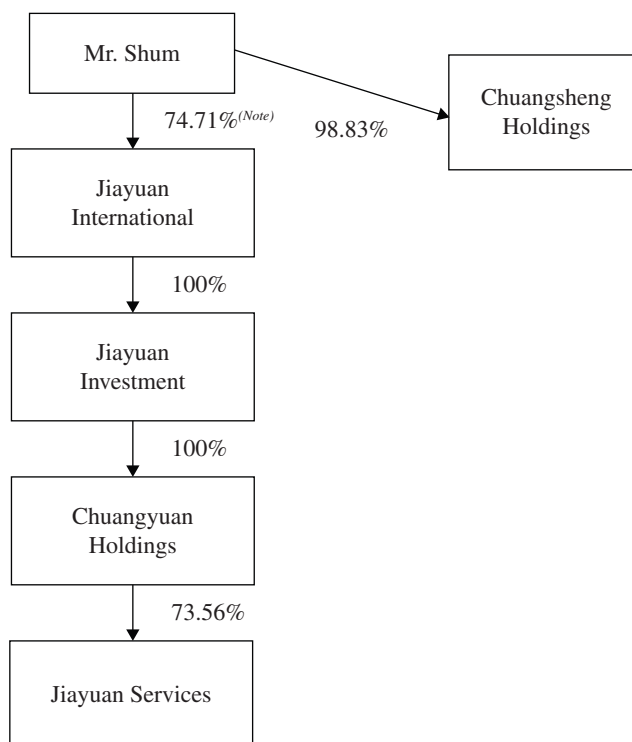 Mr. Shum
Chuangsheng
Holdings
74.71%(Note)
98.83%
Jiayuan
International
100%
Jiayuan
Investment
100%
Chuangyuan
Holdings
73.56%
Jiayuan Services